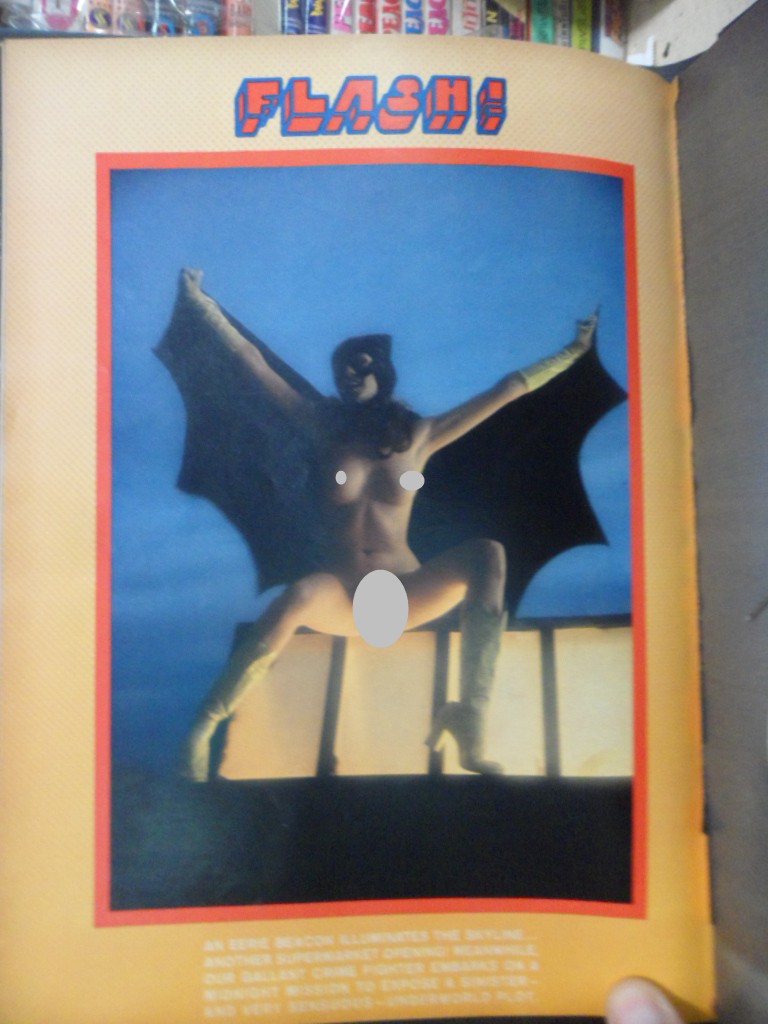 FLASH!
AN EERIE BEACON ILLUMINATES THE SKYLINE...
ANOTHER SUPERMARKET OPENING! MEANWHILE,
OUR GALLANT CRIME FIGHTER EMBARKS ON A
MIDNIGHT MISSION TO EXPOSE A SINISTER—
AND VERY SENSUOUS—UNDERWORLD PLOT.